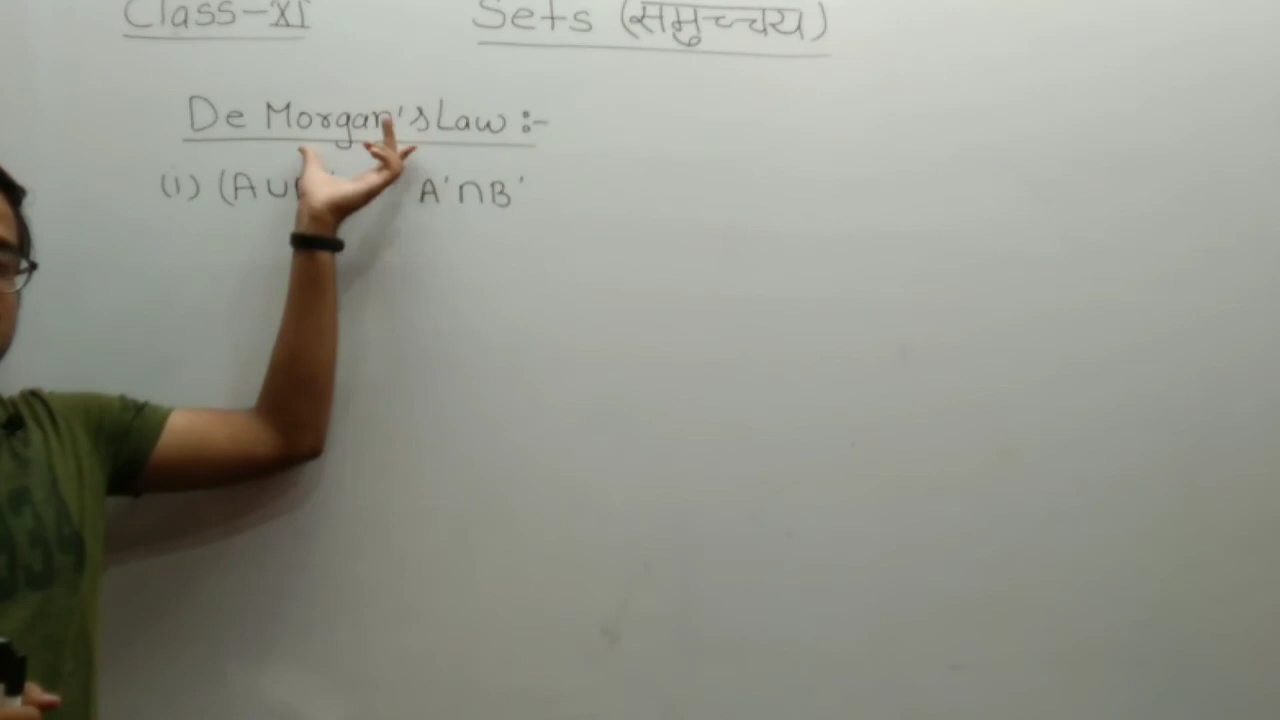 Class-XI Sets (समुच्चय)
De Morgan's Law :-
(i) (A∪ A'∩B'